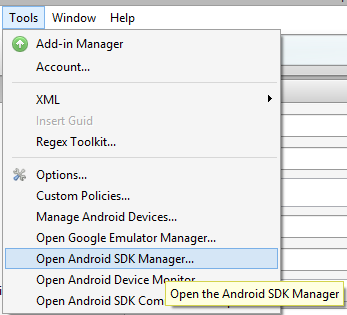 Tools Window Help
Add-in Manager
Account...
XML
Insert Guid
Regex Toolkit...
Options...
Custom Policies...
Manage Android Devices...
Open Google Emulator Manager...
Open Android SDK Manager...
Open Android Device Monitor
Open Android SDK Com
Open the Android SDK Manager